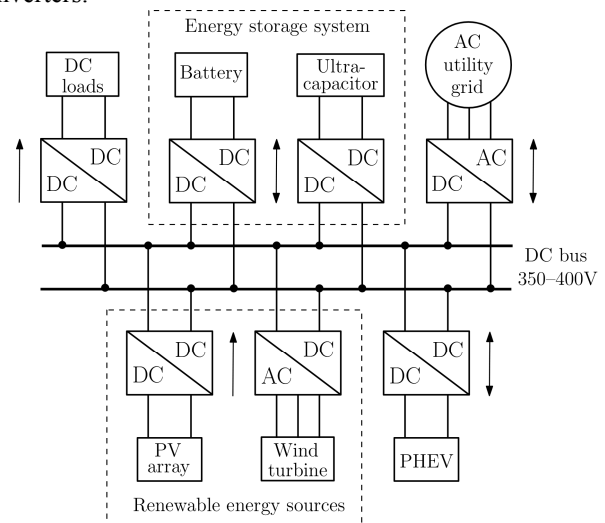 nverters.
Energy storage system
DC
loads
Battery
Ultra-
capacitor
AC
utility
grid
DC
DC
DC
DC
DC
DC
AC
DC
DC bus
350–400V
DC
DC
DC
AC
DC
DC
PV
array
Wind
turbine
PHEV
Renewable energy sources